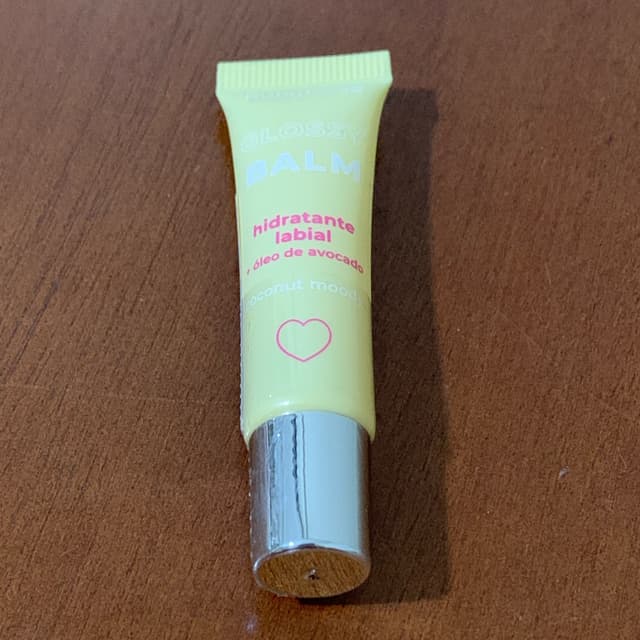 GLOSSY
BALM
hidratante
labial
+ óleo de avocado
coconut mood